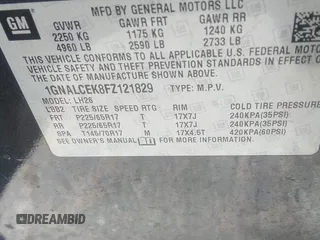 GM
MFD BY GENERAL MOTORS LLC
GVWR GAWR FRT GAWR RR
2250 KG 1175 KG 1240 KG
4960 LB 2590 LB 2733 LB
THIS VEHICLE CONFORMS TO ALL APPLICABLE U.S. FEDERAL
MOTOR VEHICLE SAFETY, BUMPER, AND THEFT PREVENTION
STANDARDS IN EFFECT ON THE DATE OF MANUFACTURE SHOWN ABOVE.
1GNALCEK8FZ121829 TYPE: M.P.V.
MODEL: LH26
TIRE SIZE SPEED RTG RIM COLD TIRE PRESSURE
FRT P225/65R17 T 17X7J 240KPA(35PSI)
RR P225/65R17 T 17X7J 240KPA(35PSI)
SPA T145/70R17 M 17X4.5T 420KPA(60PSI)
SEE OWNER'S MANUAL FOR ADDITIONAL INFORMATION
DREAMBID